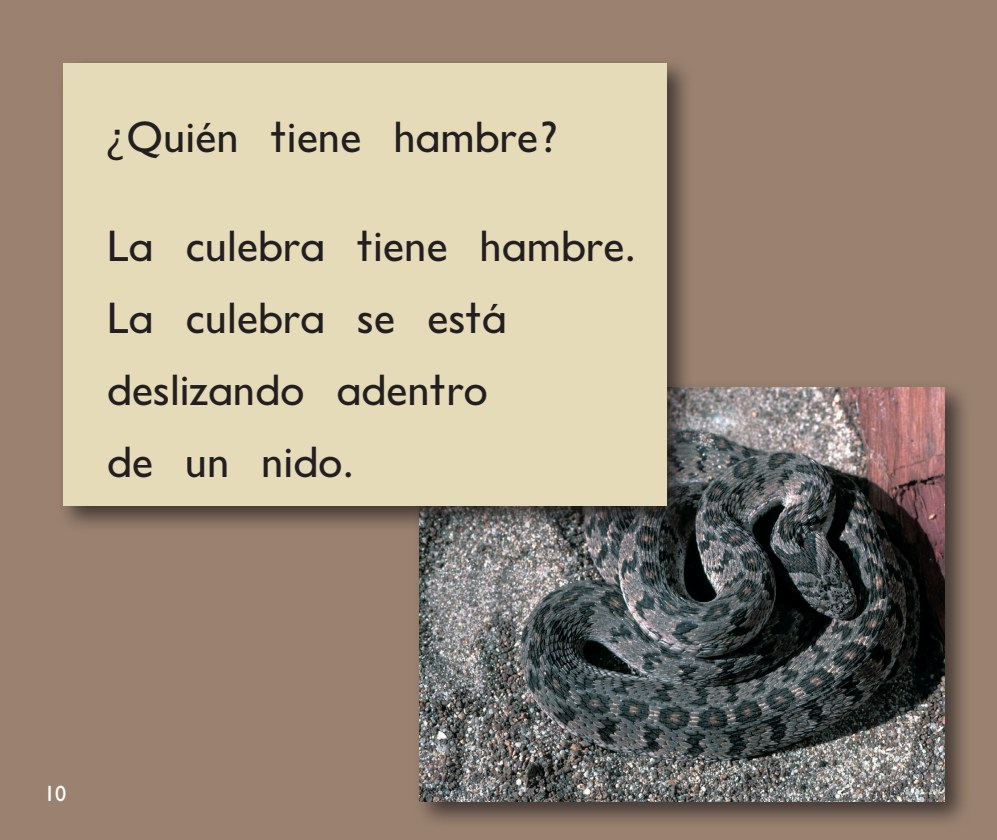 ¿Quién tiene hambre?
La culebra tiene hambre.
La culebra se está
deslizando adentro
de un nido.
10